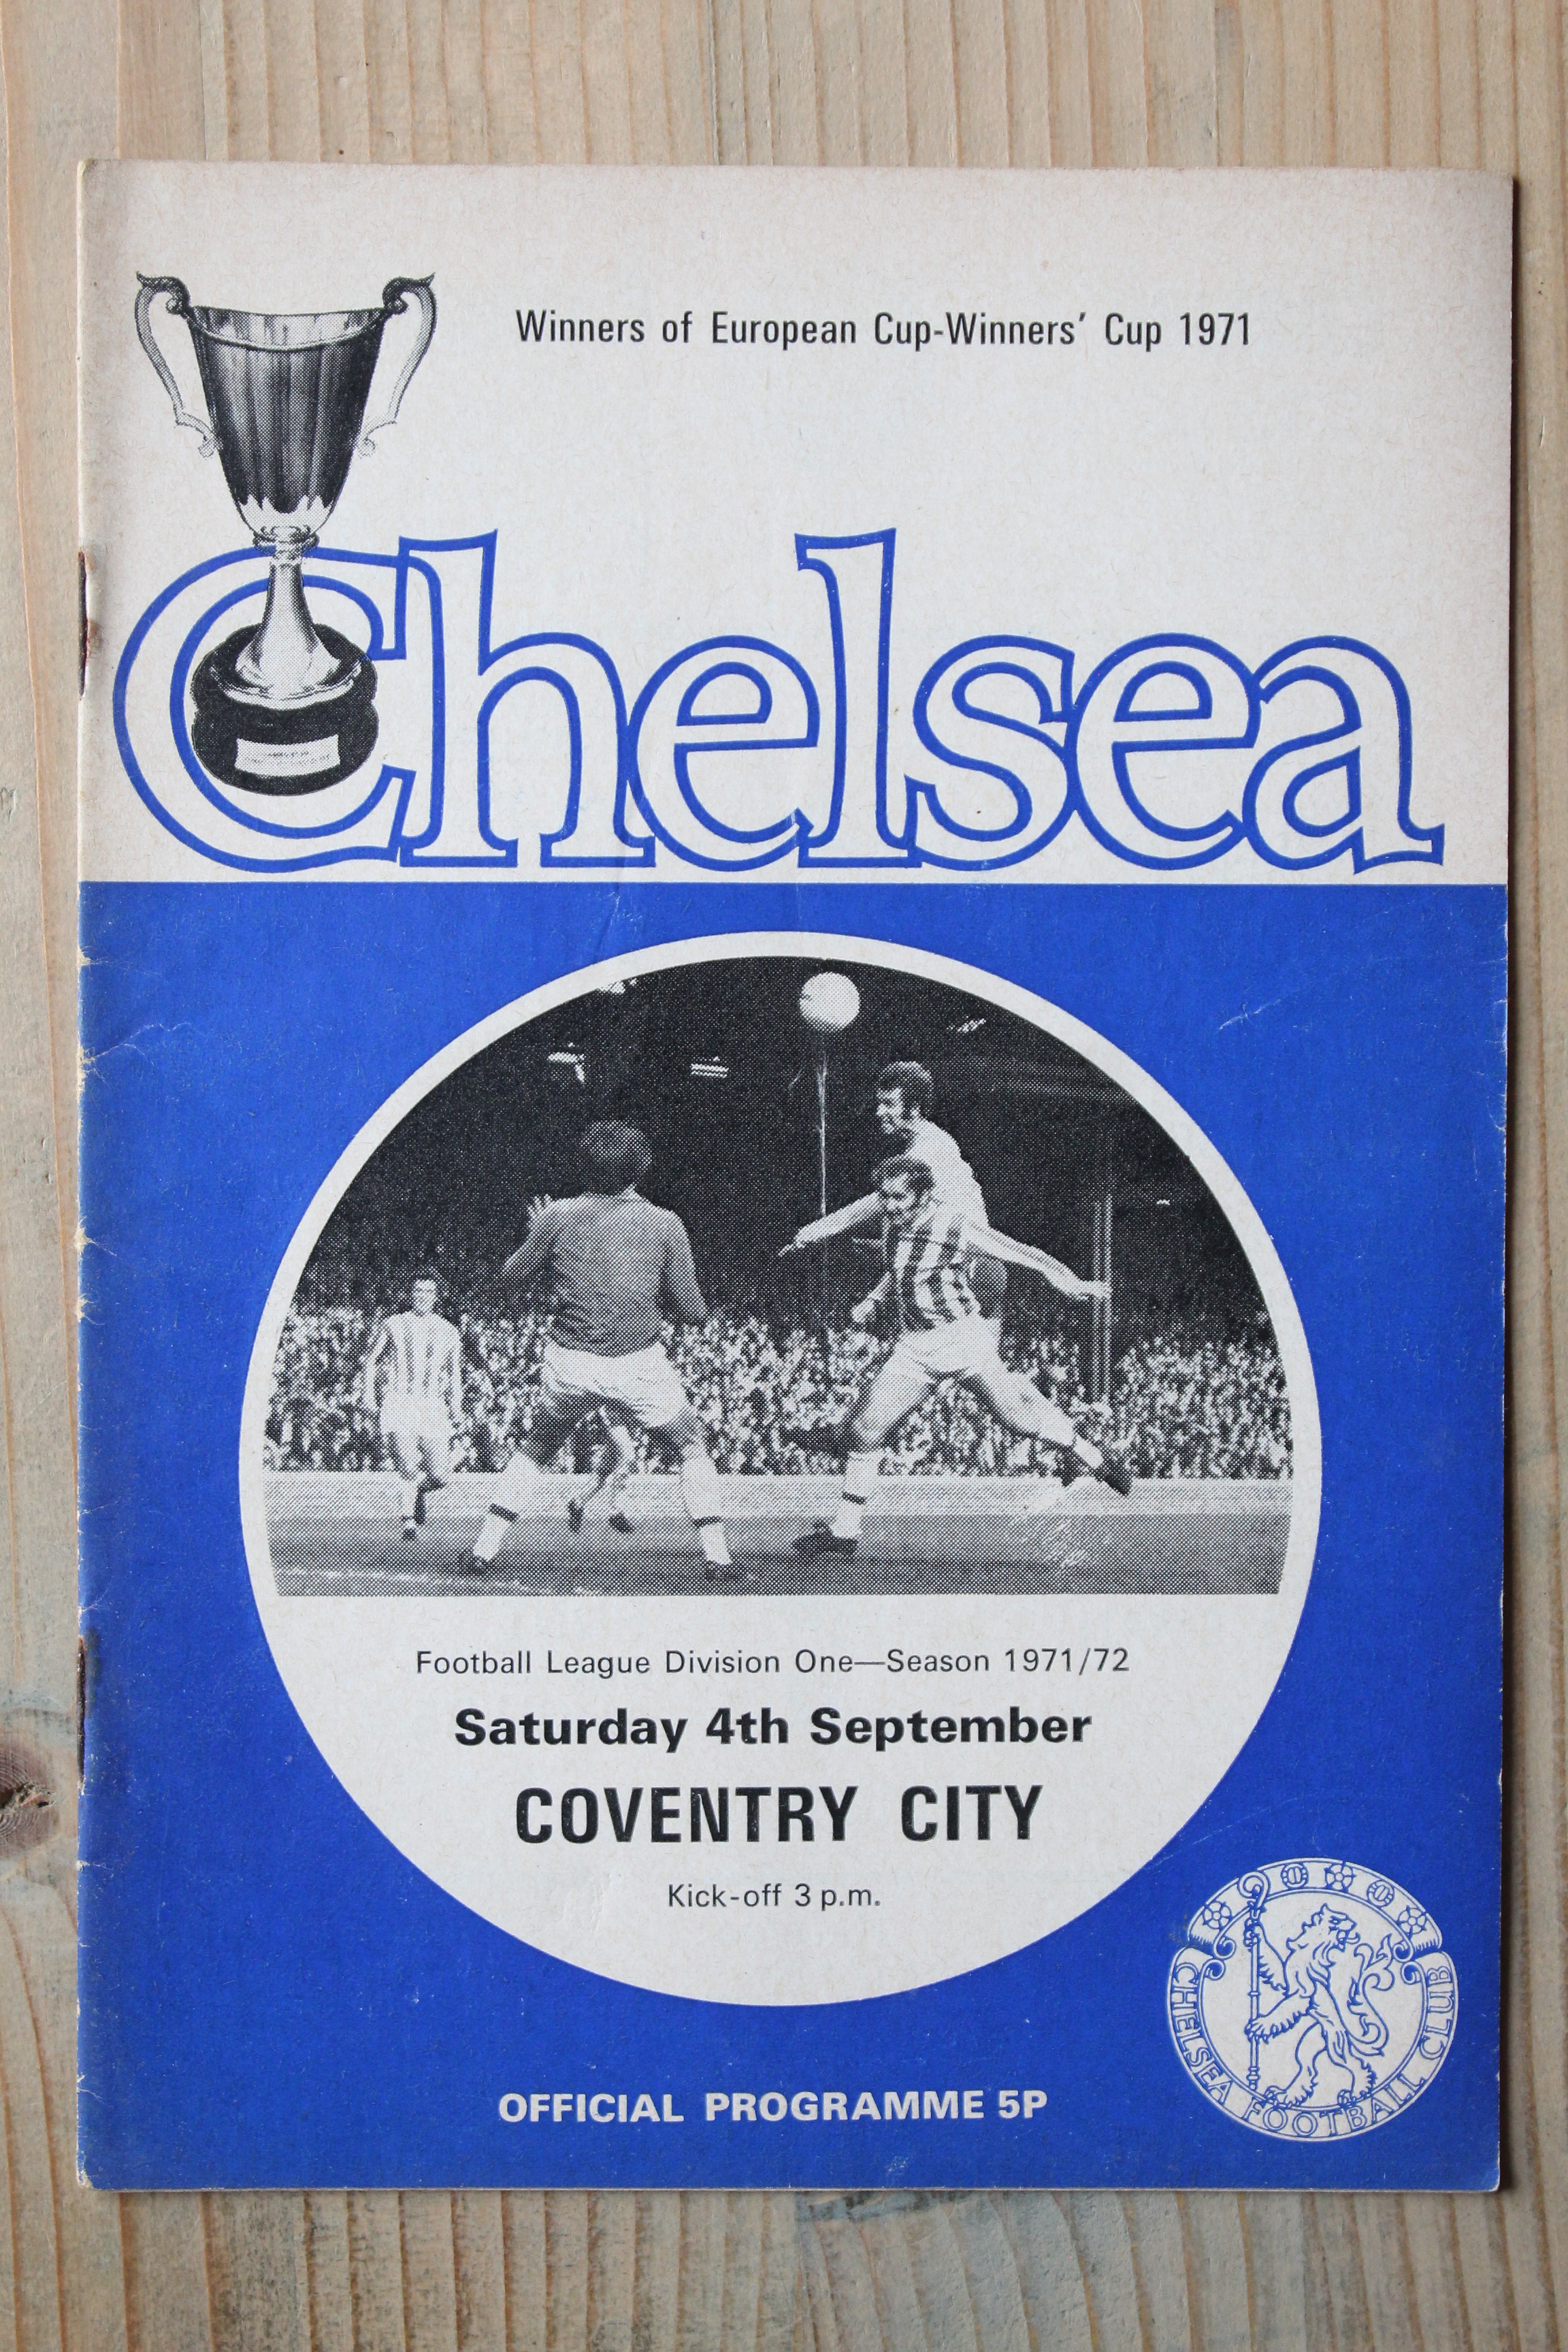 Winners of European Cup-Winners' Cup 1971
Chelsea
Football League Division One—Season 1971/72
Saturday 4th September
COVENTRY CITY
Kick-off 3 p.m.
CHELSEA FOOTBALL CLUB
OFFICIAL PROGRAMME 5P